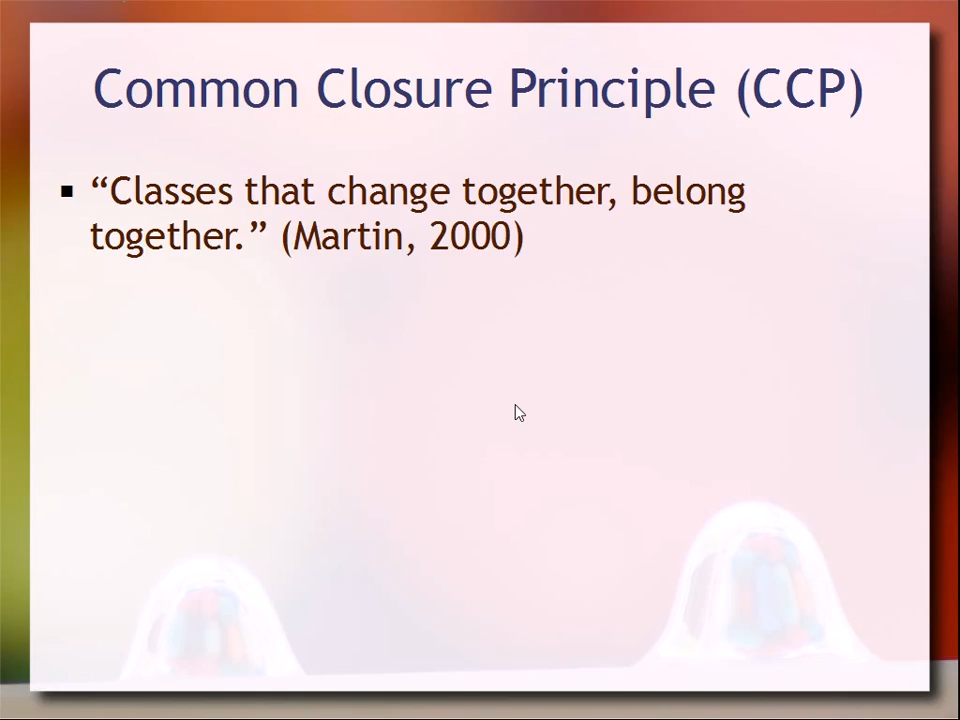 Common Closure Principle (CCP)
“Classes that change together, belong
together.” (Martin, 2000)